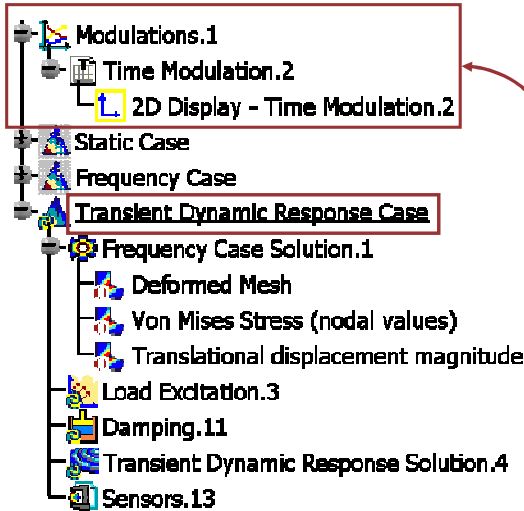 Modulations.1
Time Modulation.2
2D Display - Time Modulation.2
Static Case
Frequency Case
Transient Dynamic Response Case
Frequency Case Solution.1
Deformed Mesh
Von Mises Stress (nodal values)
Translational displacement magnitude
Load Excitation.3
Damping.11
Transient Dynamic Response Solution.4
Sensors.13